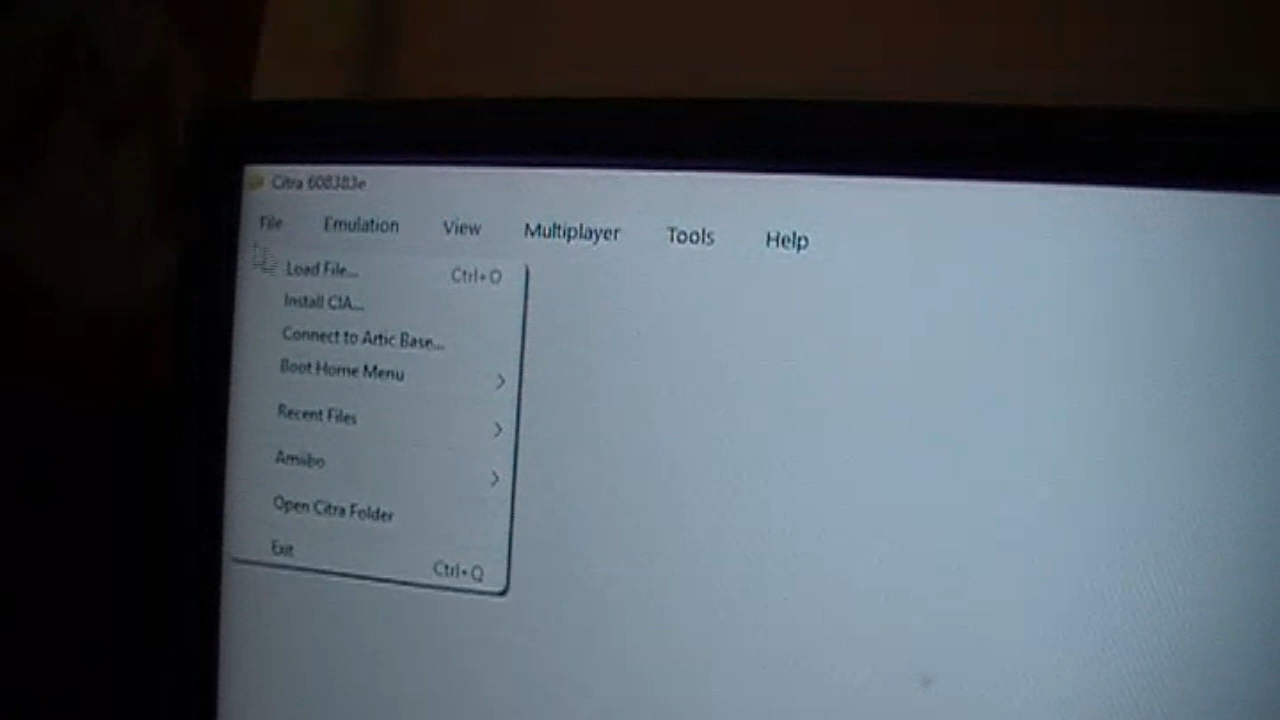 Citra 608383e
File Emulation View Multiplayer Tools Help
Load File... Ctrl+O
Install CIA...
Connect to Artic Base...
Boot Home Menu
Recent Files
Amiibo
Open Citra Folder
Exit Ctrl+Q